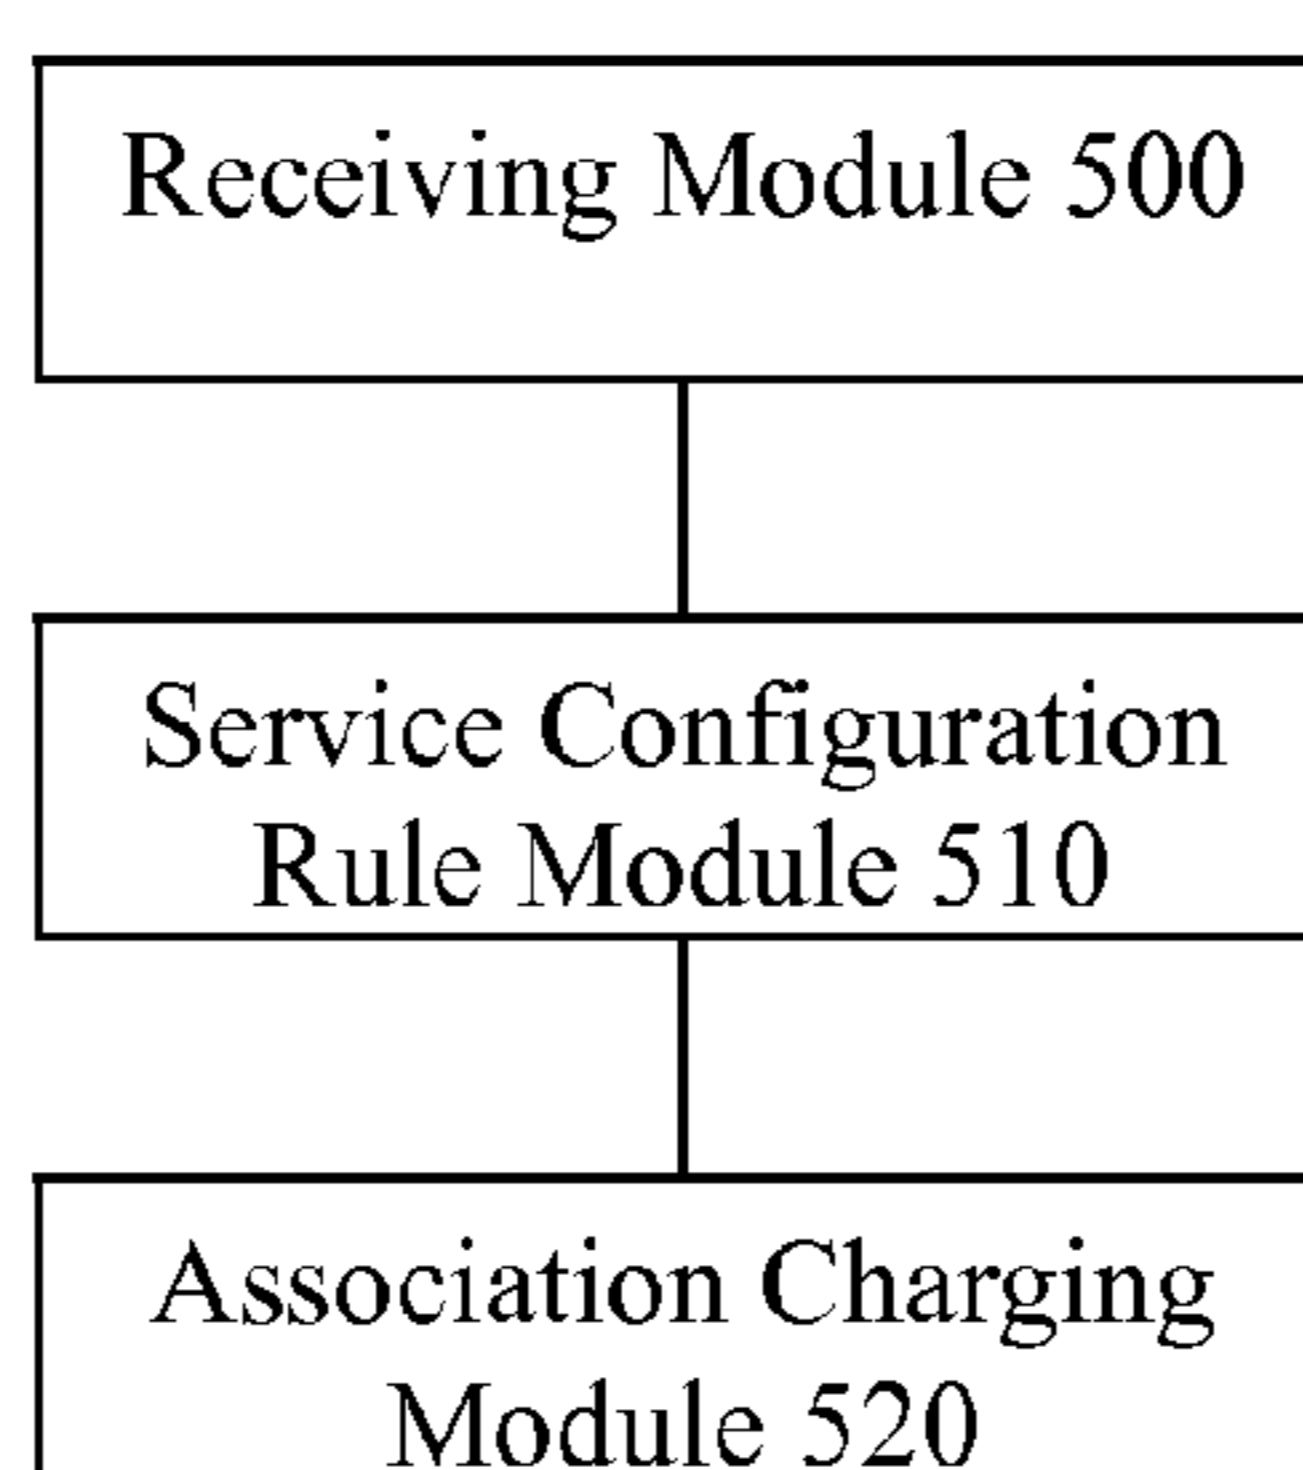 Receiving Module 500
Service Configuration
Rule Module 510
Association Charging
Module 520